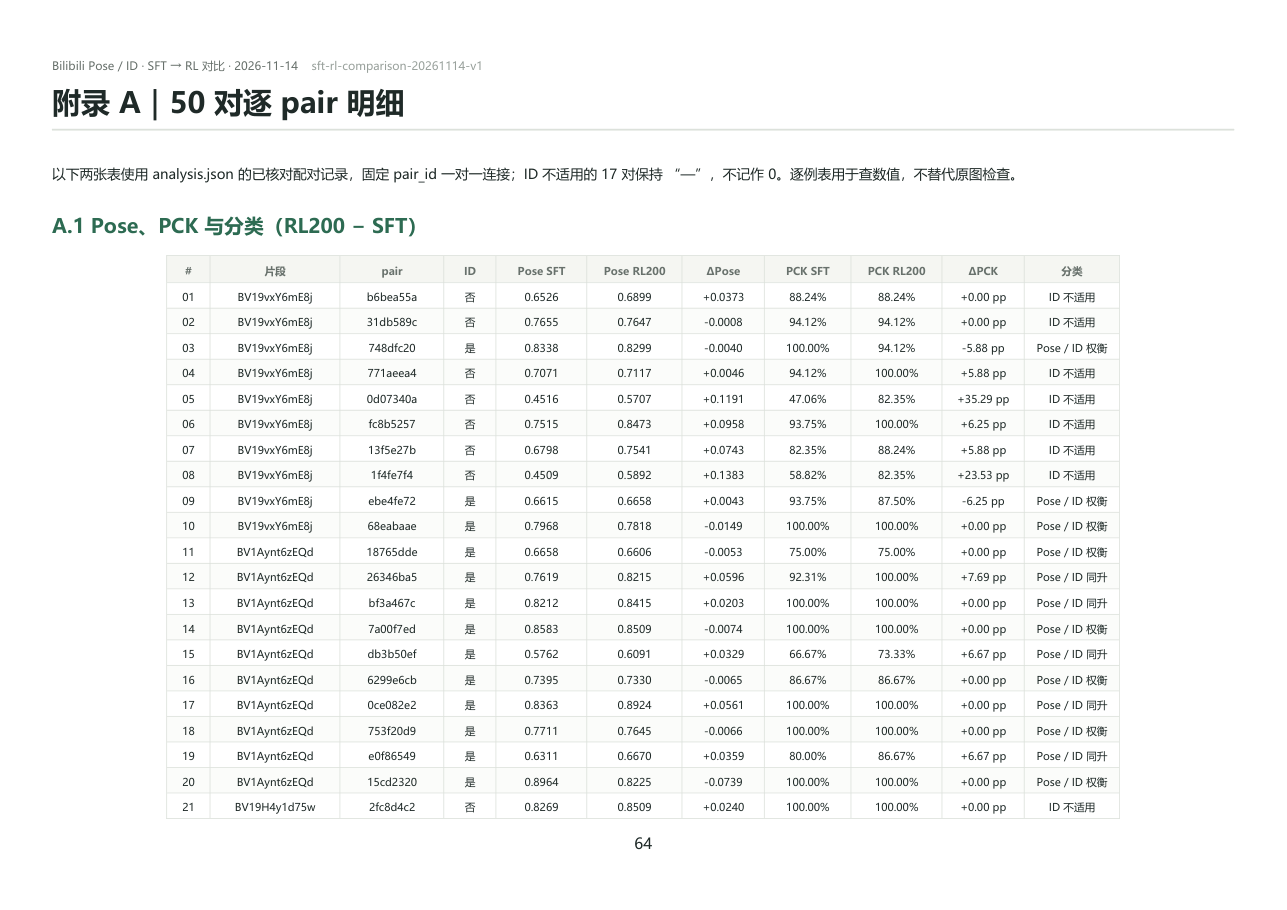 Bilibili Pose / ID · SFT → RL 对比 · 2026-11-14 sft-rl-comparison-20261114-v1
附录 A｜50 对逐 pair 明细
以下两张表使用 analysis.json 的已核对配对记录，固定 pair_id 一对一连接；ID 不适用的 17 对保持 “—”，不记作 0。逐例表用于查数值，不替代原图检查。
A.1 Pose、PCK 与分类（RL200 − SFT）
# 片段 pair ID Pose SFT Pose RL200 ΔPose PCK SFT PCK RL200 ΔPCK 分类
01 BV19vxY6mE8j b6bea55a 否 0.6526 0.6899 +0.0373 88.24% 88.24% +0.00 pp ID 不适用
02 BV19vxY6mE8j 31db589c 否 0.7655 0.7647 -0.0008 94.12% 94.12% +0.00 pp ID 不适用
03 BV19vxY6mE8j 748dfc20 是 0.8338 0.8299 -0.0040 100.00% 94.12% -5.88 pp Pose / ID 权衡
04 BV19vxY6mE8j 771aeea4 否 0.7071 0.7117 +0.0046 94.12% 100.00% +5.88 pp ID 不适用
05 BV19vxY6mE8j 0d07340a 否 0.4516 0.5707 +0.1191 47.06% 82.35% +35.29 pp ID 不适用
06 BV19vxY6mE8j fc8b5257 否 0.7515 0.8473 +0.0958 93.75% 100.00% +6.25 pp ID 不适用
07 BV19vxY6mE8j 13f5e27b 否 0.6798 0.7541 +0.0743 82.35% 88.24% +5.88 pp ID 不适用
08 BV19vxY6mE8j 1f4fe7f4 否 0.4509 0.5892 +0.1383 58.82% 82.35% +23.53 pp ID 不适用
09 BV19vxY6mE8j ebe4fe72 是 0.6615 0.6658 +0.0043 93.75% 87.50% -6.25 pp Pose / ID 权衡
10 BV19vxY6mE8j 68eabaae 是 0.7968 0.7818 -0.0149 100.00% 100.00% +0.00 pp Pose / ID 权衡
11 BV1Aynt6zEQd 18765dde 是 0.6658 0.6606 -0.0053 75.00% 75.00% +0.00 pp Pose / ID 权衡
12 BV1Aynt6zEQd 26346ba5 是 0.7619 0.8215 +0.0596 92.31% 100.00% +7.69 pp Pose / ID 同升
13 BV1Aynt6zEQd bf3a467c 是 0.8212 0.8415 +0.0203 100.00% 100.00% +0.00 pp Pose / ID 同升
14 BV1Aynt6zEQd 7a00f7ed 是 0.8583 0.8509 -0.0074 100.00% 100.00% +0.00 pp Pose / ID 权衡
15 BV1Aynt6zEQd db3b50ef 是 0.5762 0.6091 +0.0329 66.67% 73.33% +6.67 pp Pose / ID 同升
16 BV1Aynt6zEQd 6299e6cb 是 0.7395 0.7330 -0.0065 86.67% 86.67% +0.00 pp Pose / ID 权衡
17 BV1Aynt6zEQd 0ce082e2 是 0.8363 0.8924 +0.0561 100.00% 100.00% +0.00 pp Pose / ID 同升
18 BV1Aynt6zEQd 753f20d9 是 0.7711 0.7645 -0.0066 100.00% 100.00% +0.00 pp Pose / ID 权衡
19 BV1Aynt6zEQd e0f86549 是 0.6311 0.6670 +0.0359 80.00% 86.67% +6.67 pp Pose / ID 同升
20 BV1Aynt6zEQd 15cd2320 是 0.8964 0.8225 -0.0739 100.00% 100.00% +0.00 pp Pose / ID 权衡
21 BV19H4y1d75w 2fc8d4c2 否 0.8269 0.8509 +0.0240 100.00% 100.00% +0.00 pp ID 不适用
64